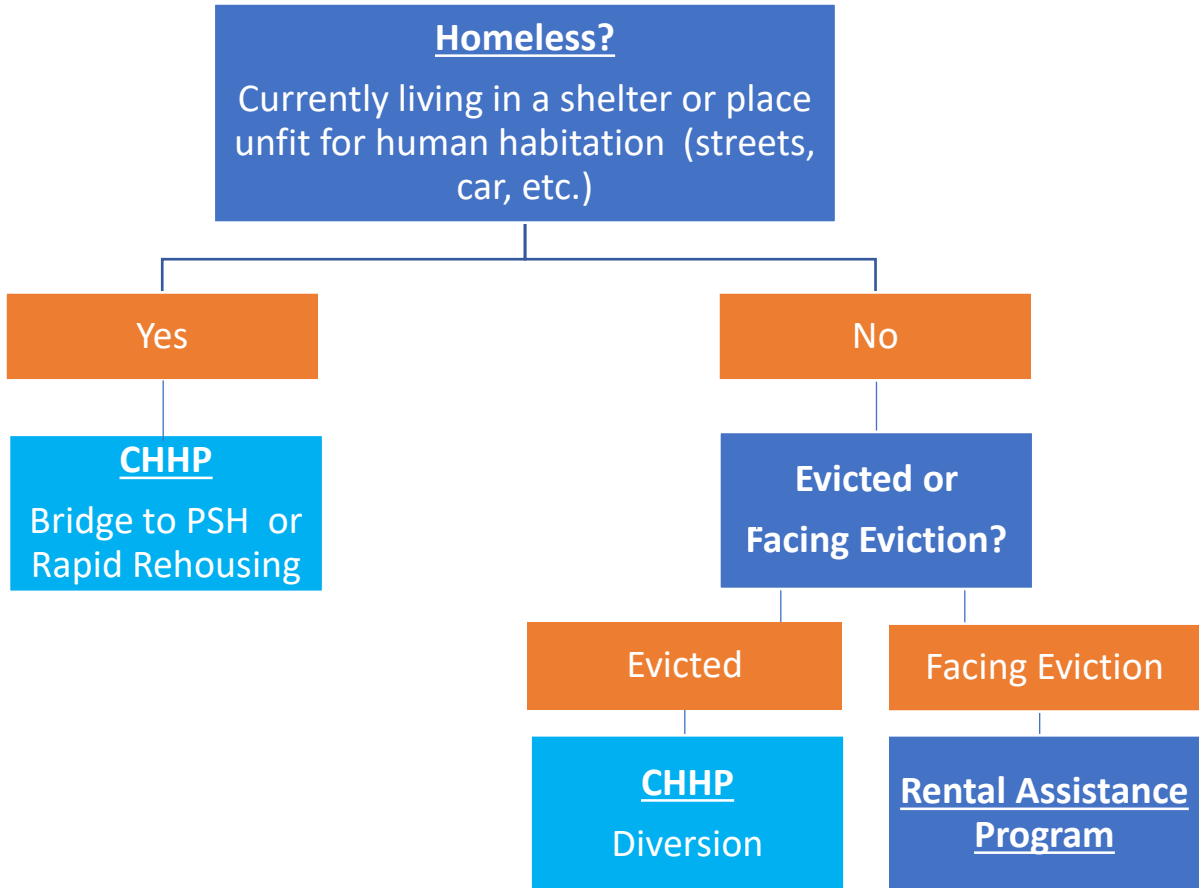 Homeless?
Currently living in a shelter or place
unfit for human habitation (streets,
car, etc.)
Yes
No
CHHP
Bridge to PSH or
Rapid Rehousing
Evicted or
Facing Eviction?
Evicted
Facing Eviction
CHHP
Diversion
Rental Assistance
Program